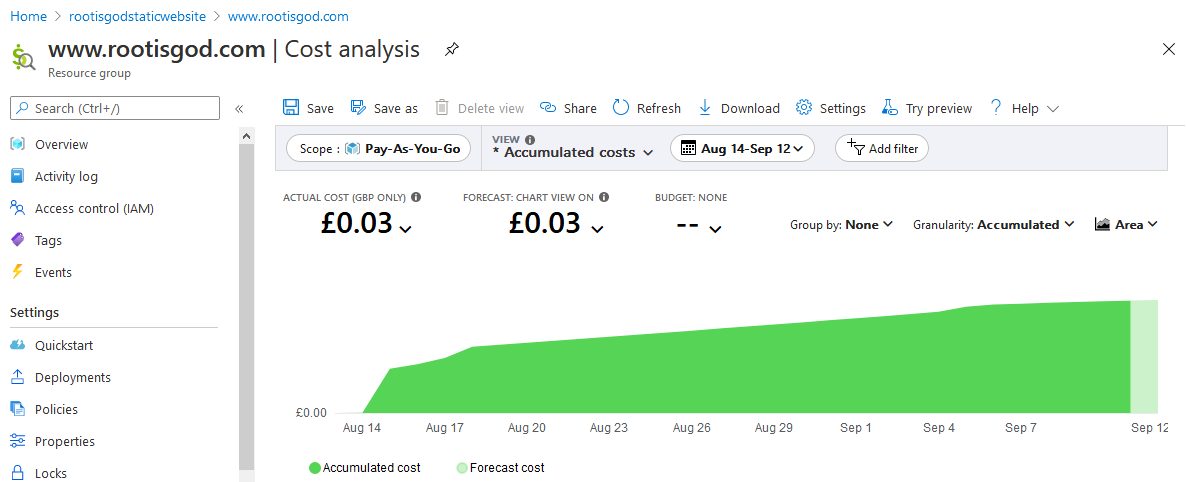 Home > rootisgodstaticwebsite > www.rootisgod.com
www.rootisgod.com | Cost analysis
Resource group
Search (Ctrl+/)
«
Overview
Activity log
Access control (IAM)
Tags
Events
Settings
Quickstart
Deployments
Policies
Properties
Locks
Save
Save as
Delete view
Share
Refresh
Download
Settings
Try preview
Help
Scope : Pay-As-You-Go
VIEW
* Accumulated costs
Aug 14-Sep 12
Add filter
ACTUAL COST (GBP ONLY)
£0.03
FORECAST: CHART VIEW ON
£0.03
BUDGET: NONE
--
Group by: None
Granularity: Accumulated
Area
£0.00
Aug 14 Aug 17 Aug 20 Aug 23 Aug 26 Aug 29 Sep 1 Sep 4 Sep 7 Sep 12
Accumulated cost
Forecast cost